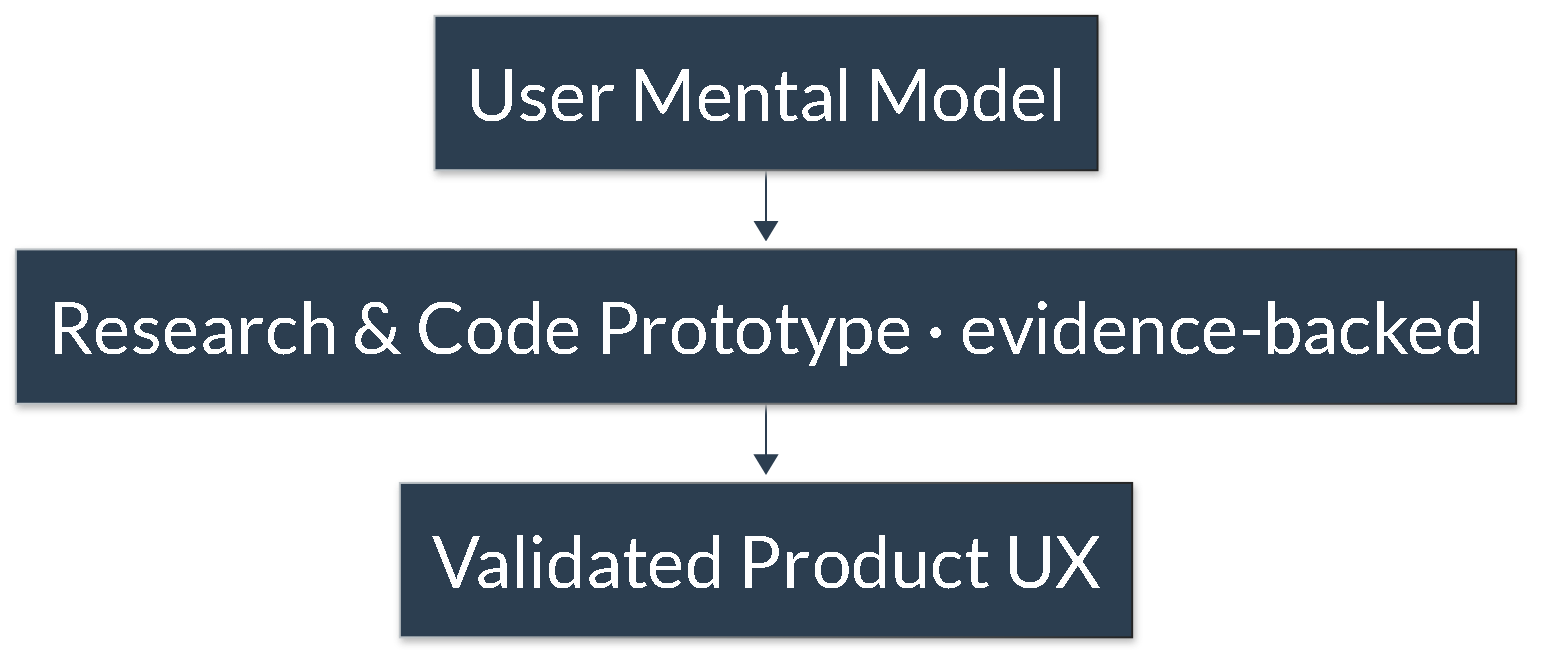 User Mental Model
Research & Code Prototype · evidence-backed
Validated Product UX